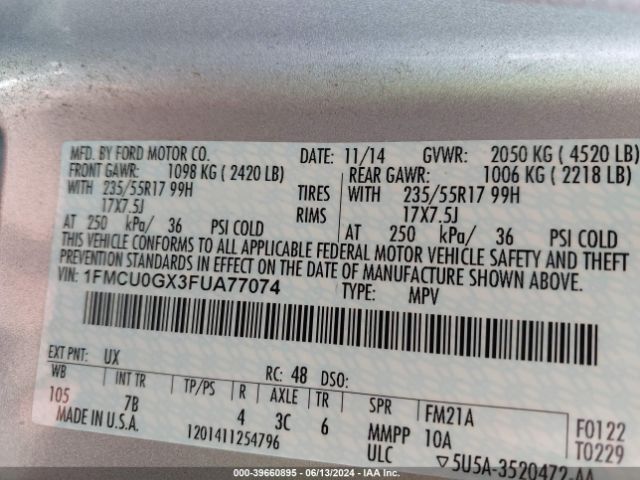 MFD. BY FORD MOTOR CO. DATE: 11/14 GVWR: 2050 KG ( 4520 LB)
FRONT GAWR: 1098 KG ( 2420 LB) REAR GAWR: 1006 KG ( 2218 LB)
WITH 235/55R17 99H TIRES WITH 235/55R17 99H
17X7.5J RIMS 17X7.5J
AT 250 kPa/ 36 PSI COLD AT 250 kPa/ 36 PSI COLD
THIS VEHICLE CONFORMS TO ALL APPLICABLE FEDERAL MOTOR VEHICLE SAFETY AND THEFT
PREVENTION STANDARDS IN EFFECT ON THE DATE OF MANUFACTURE SHOWN ABOVE.
VIN: 1FMCU0GX3FUA77074 TYPE: MPV
EXT PNT: UX RC: 48 DSO:
WB INT TR TP/PS R AXLE TR SPR FM21A F0122
105 7B 4 3C 6 MMPP 10A T0229
MADE IN U.S.A. 1201411254796 ULC ▽5U5A-3520472-AA
000-39660895 - 06/13/2024 - IAA Inc.